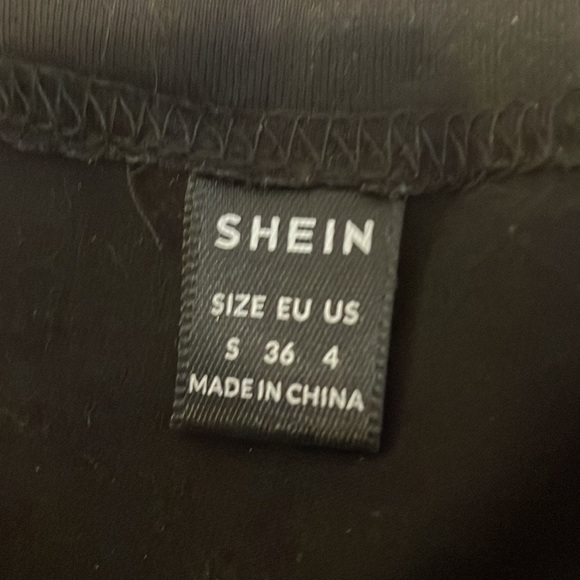 SHEIN
SIZE EU US
S 36 4
MADE IN CHINA